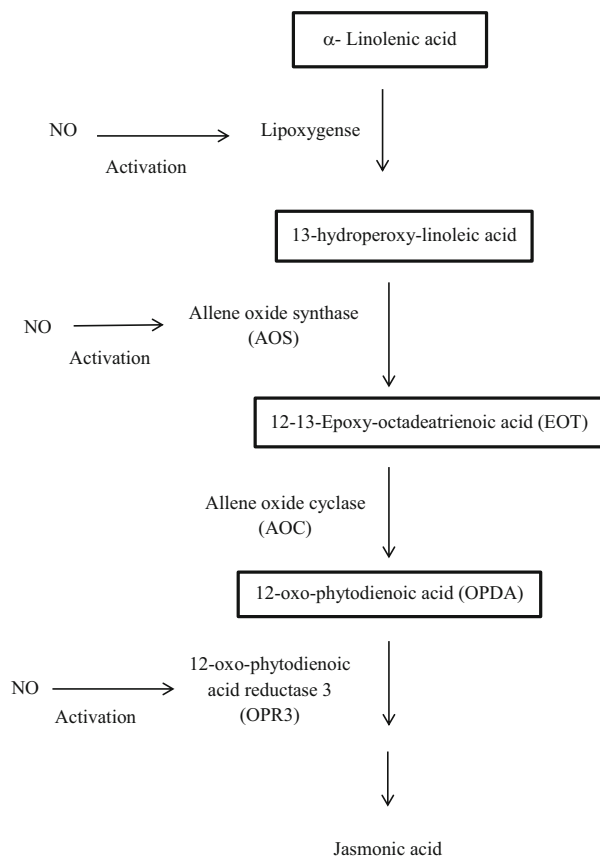 α- Linolenic acid
NO
Lipoxygense
Activation
13-hydroperoxy-linoleic acid
NO
Allene oxide synthase
(AOS)
Activation
12-13-Epoxy-octadeatrienoic acid (EOT)
Allene oxide cyclase
(AOC)
12-oxo-phytodienoic acid (OPDA)
NO
12-oxo-phytodienoic
acid reductase 3
(OPR3)
Activation
Jasmonic acid